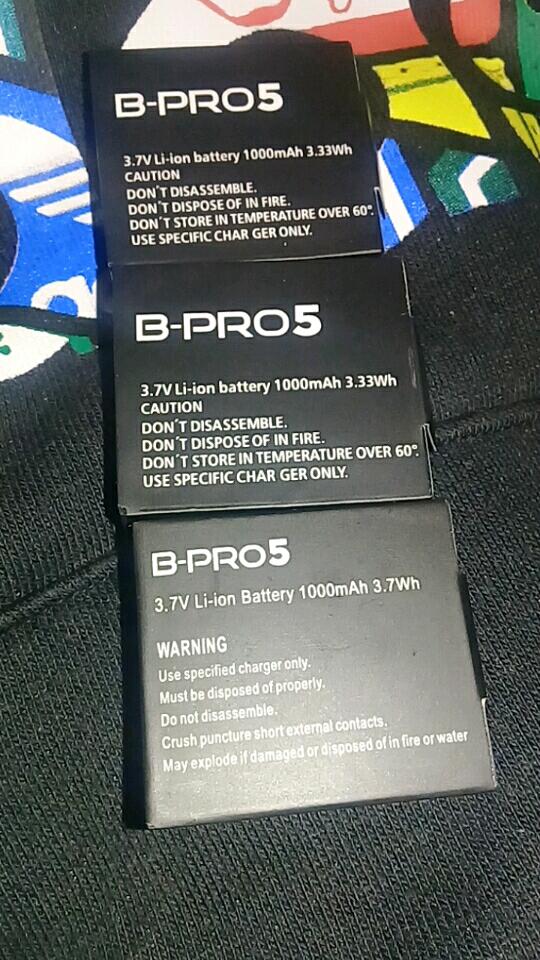 B-PRO5
3.7V Li-ion battery 1000mAh 3.33Wh
CAUTION
DON´T DISASSEMBLE.
DON´T DISPOSE OF IN FIRE.
DON´T STORE IN TEMPERATURE OVER 60°.
USE SPECIFIC CHAR GER ONLY.
B-PRO5
3.7V Li-ion battery 1000mAh 3.33Wh
CAUTION
DON´T DISASSEMBLE.
DON´T DISPOSE OF IN FIRE.
DON´T STORE IN TEMPERATURE OVER 60°.
USE SPECIFIC CHAR GER ONLY.
B-PRO5
3.7V Li-ion Battery 1000mAh 3.7Wh
WARNING
Use specified charger only.
Must be disposed of properly.
Do not disassemble.
Crush puncture short external contacts.
May explode if damaged or disposed of in fire or water